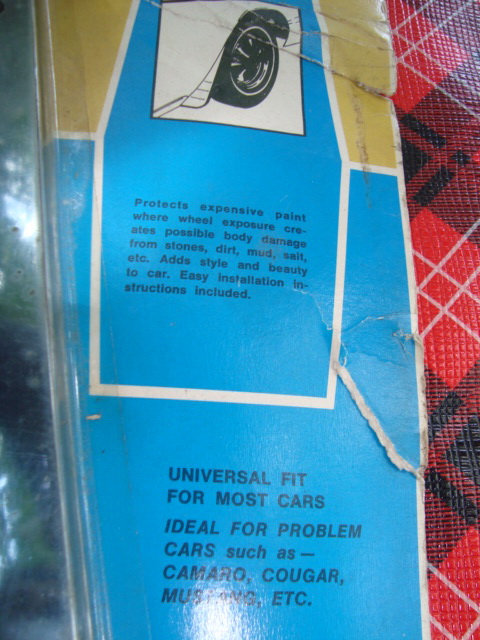 Protects expensive paint
where wheel exposure cre-
ates possible body damage
from stones, dirt, mud, salt,
etc. Adds style and beauty
to car. Easy installation in-
structions included.
UNIVERSAL FIT
FOR MOST CARS
IDEAL FOR PROBLEM
CARS such as —
CAMARO, COUGAR,
MUSTANG, ETC.